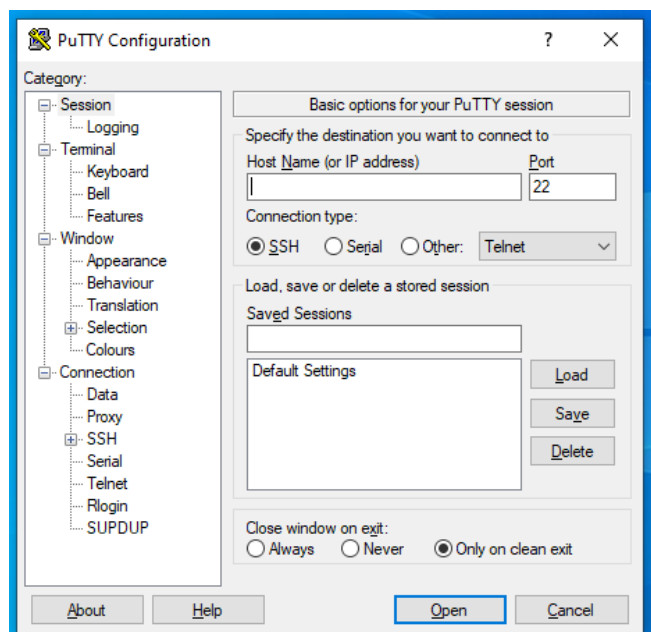 PuTTY Configuration
?
Category:
Session
Logging
Terminal
Keyboard
Bell
Features
Window
Appearance
Behaviour
Translation
Selection
Colours
Connection
Data
Proxy
SSH
Serial
Telnet
Rlogin
SUPDUP
Basic options for your PuTTY session
Specify the destination you want to connect to
Host Name (or IP address) Port
22
Connection type:
SSH Serial Other: Telnet
Load, save or delete a stored session
Saved Sessions
Default Settings
Load
Save
Delete
Close window on exit:
Always Never Only on clean exit
About Help Open Cancel